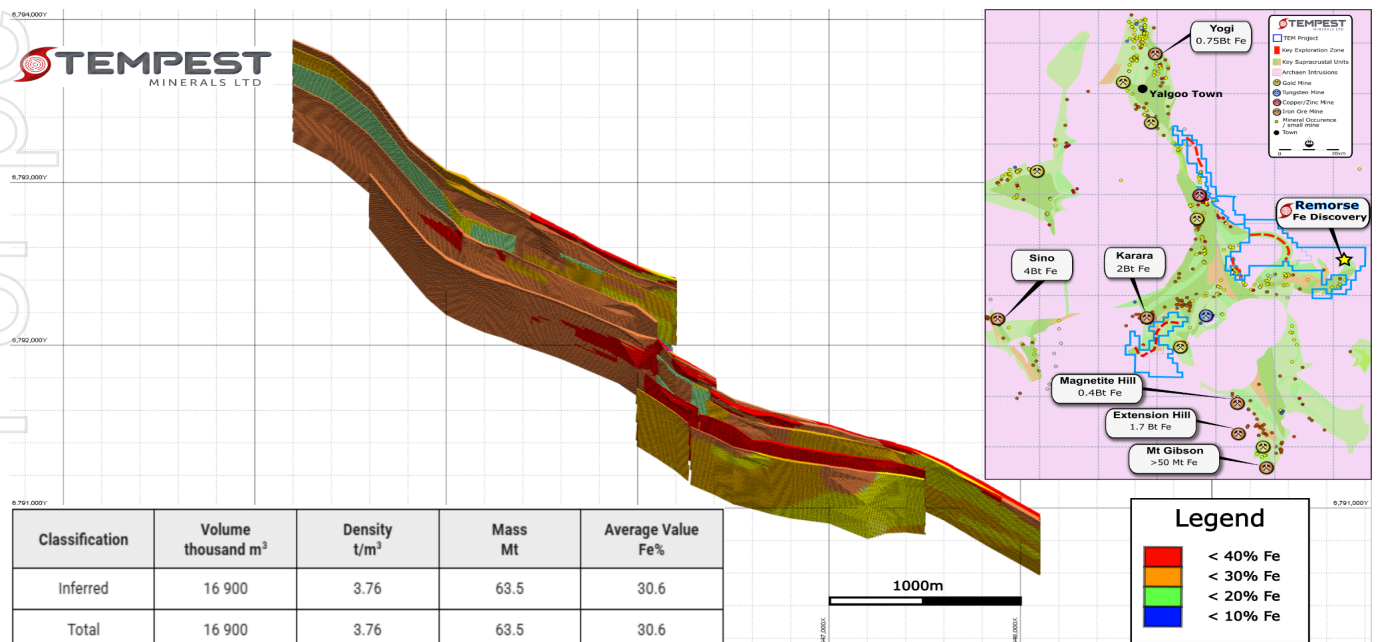 6,794,000Y
TEMPEST
MINERALS LTD
6,793,000Y
6,792,000Y
6,791,000Y
6,791,000Y
1000m
Yogi
0.75Bt Fe
Yalgoo Town
Remorse
Fe Discovery
Sino
4Bt Fe
Karara
2Bt Fe
Magnetite Hill
0.4Bt Fe
Extension Hill
1.7 Bt Fe
Mt Gibson
>50 Mt Fe
TEMPEST
MINERALS LTD
TEM Project
Key Exploration Zone
Key Supracrustal Units
Archaen Intrusions
Gold Mine
Tungsten Mine
Copper/Zinc Mine
Iron Ore Mine
Mineral Occurence
/ small mine
Town
0 20km
Classification Volume Density Mass Average Value
thousand m³ t/m³ Mt Fe%
Inferred 16 900 3.76 63.5 30.6
Total 16 900 3.76 63.5 30.6
Legend
< 40% Fe
< 30% Fe
< 20% Fe
< 10% Fe